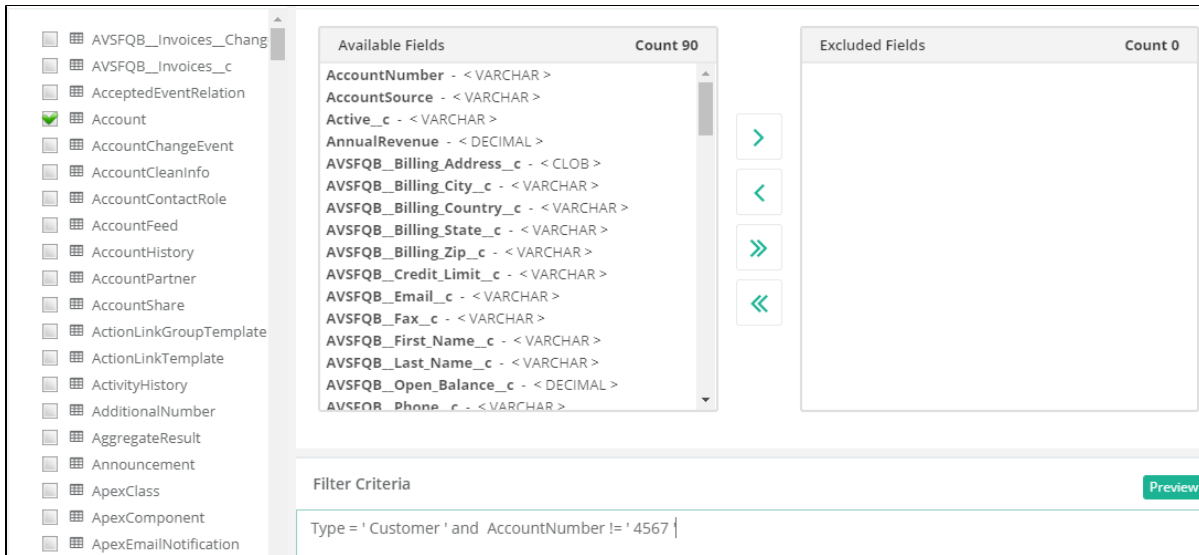 AVSFQB__Invoices__Chang
AVSFQB__Invoices__c
AcceptedEventRelation
Account
AccountChangeEvent
AccountCleanInfo
AccountContactRole
AccountFeed
AccountHistory
AccountPartner
AccountShare
ActionLinkGroupTemplate
ActionLinkTemplate
ActivityHistory
AdditionalNumber
AggregateResult
Announcement
ApexClass
ApexComponent
ApexEmailNotification
Available Fields Count 90
AccountNumber - < VARCHAR >
AccountSource - < VARCHAR >
Active__c - < VARCHAR >
AnnualRevenue - < DECIMAL >
AVSFQB__Billing_Address__c - < CLOB >
AVSFQB__Billing_City__c - < VARCHAR >
AVSFQB__Billing_Country__c - < VARCHAR >
AVSFQB__Billing_State__c - < VARCHAR >
AVSFQB__Billing_Zip__c - < VARCHAR >
AVSFQB__Credit_Limit__c - < VARCHAR >
AVSFQB__Email__c - < VARCHAR >
AVSFQB__Fax__c - < VARCHAR >
AVSFQB__First_Name__c - < VARCHAR >
AVSFQB__Last_Name__c - < VARCHAR >
AVSFQB__Open_Balance__c - < DECIMAL >
AVSFQB__Phone__c - < VARCHAR >
Excluded Fields Count 0
Filter Criteria
Preview
Type = ' Customer ' and AccountNumber != ' 4567 '